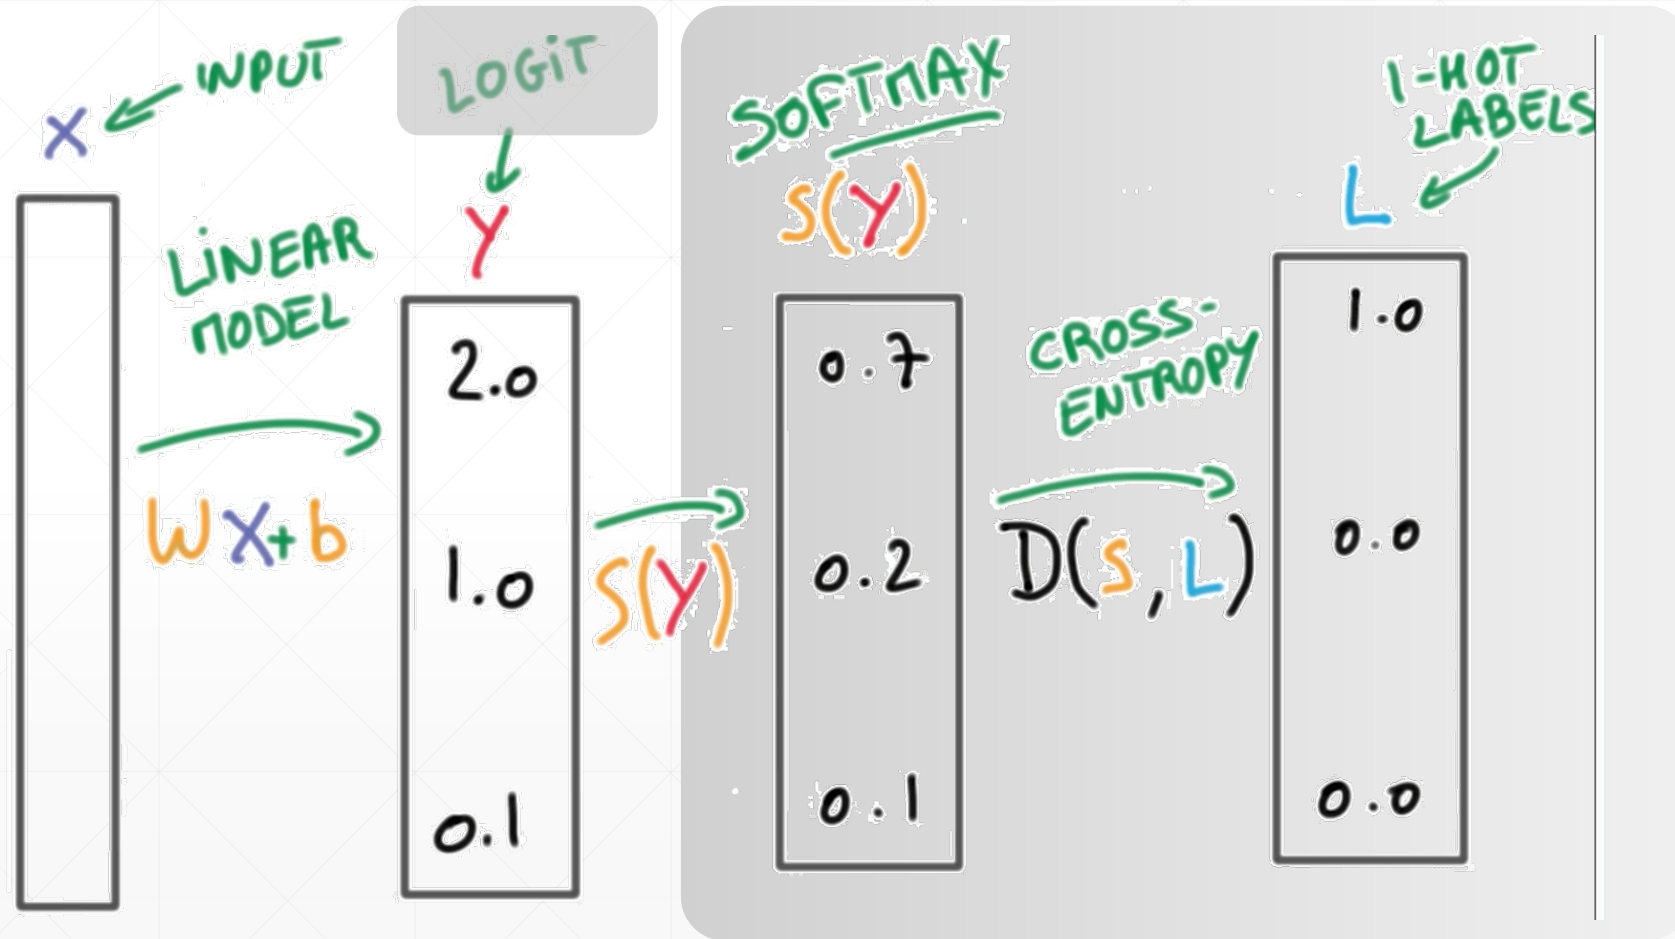 INPUT
X
LINEAR
MODEL
WX+b
LOGIT
Y
2.0
1.0
0.1
S(Y)
SOFTMAX
S(Y)
0.7
0.2
0.1
CROSS-
ENTROPY
D(S,L)
1-HOT
LABELS
L
1.0
0.0
0.0